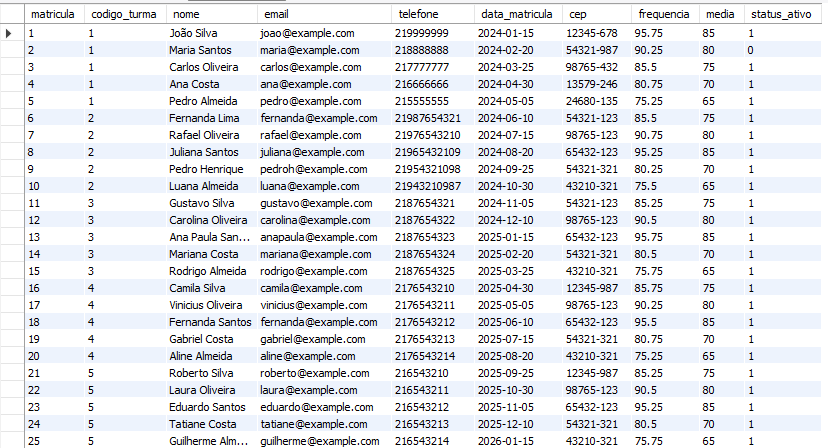 matricula codigo_turma nome email telefone data_matricula cep frequencia media status_ativo
1 1 João Silva joao@example.com 219999999 2024-01-15 12345-678 95.75 85 1
2 1 Maria Santos maria@example.com 218888888 2024-02-20 54321-987 90.25 80 0
3 1 Carlos Oliveira carlos@example.com 217777777 2024-03-25 98765-432 85.5 75 1
4 1 Ana Costa ana@example.com 216666666 2024-04-30 13579-246 80.75 70 1
5 1 Pedro Almeida pedro@example.com 215555555 2024-05-05 24680-135 75.25 65 1
6 2 Fernanda Lima fernanda@example.com 21987654321 2024-06-10 54321-123 85.5 75 1
7 2 Rafael Oliveira rafael@example.com 21976543210 2024-07-15 98765-123 90.75 80 1
8 2 Juliana Santos juliana@example.com 21965432109 2024-08-20 65432-123 95.25 85 1
9 2 Pedro Henrique pedroh@example.com 21954321098 2024-09-25 54321-321 80.25 70 1
10 2 Luana Almeida luana@example.com 21943210987 2024-10-30 43210-321 75.5 65 1
11 3 Gustavo Silva gustavo@example.com 2187654321 2024-11-05 54321-123 85.25 75 1
12 3 Carolina Oliveira carolina@example.com 2187654322 2024-12-10 98765-123 90.5 80 1
13 3 Ana Paula San... anapaula@example.com 2187654323 2025-01-15 65432-123 95.75 85 1
14 3 Mariana Costa mariana@example.com 2187654324 2025-02-20 54321-321 80.5 70 1
15 3 Rodrigo Almeida rodrigo@example.com 2187654325 2025-03-25 43210-321 75.75 65 1
16 4 Camila Silva camila@example.com 2176543210 2025-04-30 12345-987 85.75 75 1
17 4 Vinicius Oliveira vinicius@example.com 2176543211 2025-05-05 98765-123 90.25 80 1
18 4 Fernanda Santos fernanda@example.com 2176543212 2025-06-10 65432-123 95.5 85 1
19 4 Gabriel Costa gabriel@example.com 2176543213 2025-07-15 54321-321 80.75 70 1
20 4 Aline Almeida aline@example.com 2176543214 2025-08-20 43210-321 75.25 65 1
21 5 Roberto Silva roberto@example.com 216543210 2025-09-25 12345-987 85.25 75 1
22 5 Laura Oliveira laura@example.com 216543211 2025-10-30 98765-123 90.5 80 1
23 5 Eduardo Santos eduardo@example.com 216543212 2025-11-05 65432-123 95.25 85 1
24 5 Tatiane Costa tatiane@example.com 216543213 2025-12-10 54321-321 80.5 70 1
25 5 Guilherme Alm... guilherme@example.com 216543214 2026-01-15 43210-321 75.75 65 1